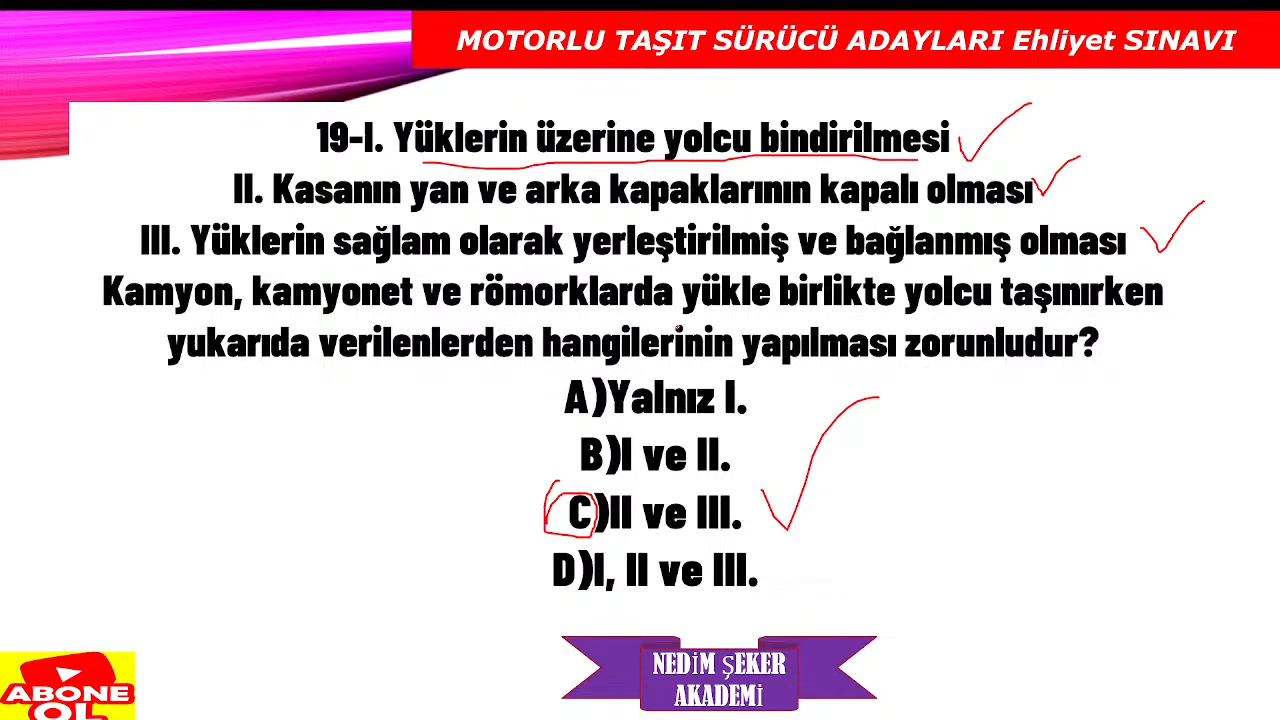 MOTORLU TAŞIT SÜRÜCÜ ADAYLARI Ehliyet SINAVI
19-I. Yüklerin üzerine yolcu bindirilmesi
II. Kasanın yan ve arka kapaklarının kapalı olması
III. Yüklerin sağlam olarak yerleştirilmiş ve bağlanmış olması
Kamyon, kamyonet ve römorklarda yükle birlikte yolcu taşınırken
yukarıda verilenlerden hangilerinin yapılması zorunludur?
A)Yalnız I.
B)I ve II.
C)II ve III.
D)I, II ve III.
NEDİM ŞEKER
AKADEMİ
ABONE
OL